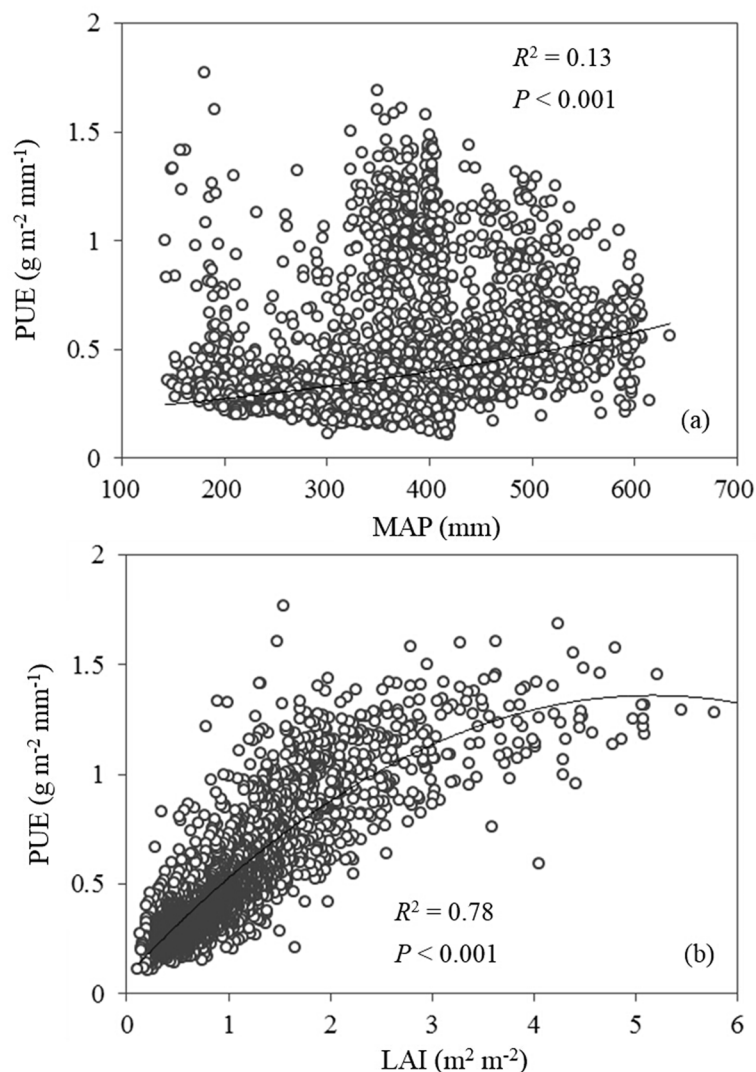 2
R² = 0.13
P < 0.001
1.5
PUE (g m⁻² mm⁻¹)
1
0.5
(a)
0
100 200 300 400 500 600 700
MAP (mm)
2
1.5
PUE (g m⁻² mm⁻¹)
1
0.5
R² = 0.78
P < 0.001
(b)
0
0 1 2 3 4 5 6
LAI (m² m⁻²)